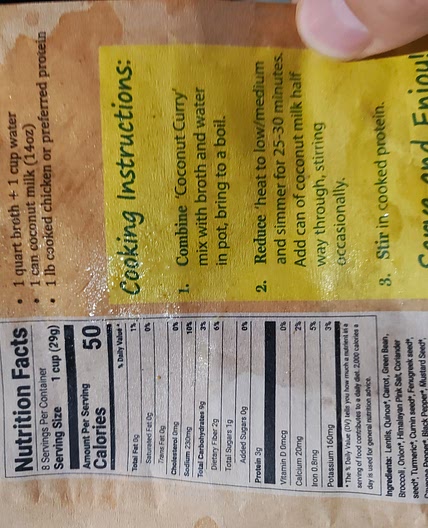 • 1 quart broth + 1 cup water
• 1 can coconut milk (14oz)
• 1 lb cooked chicken or preferred protein
Cooking Instructions:
1. Combine 'Coconut Curry'
mix with broth and water
in pot, bring to a boil.
2. Reduce heat to low/medium
and simmer for 25-30 minutes.
Add can of coconut milk half
way through, stirring
occasionally.
3. Stir in cooked protein.
and Enjoy!
Nutrition Facts
8 Servings Per Container
Serving Size 1 cup (29g)
Amount Per Serving
Calories 50
% Daily Value *
Total Fat 0g 1%
Saturated Fat 0g 0%
Trans Fat 0g
Cholesterol 0mg 0%
Sodium 230mg 10%
Total Carbohydrates 9g 3%
Dietary Fiber 2g 6%
Total Sugars 1g
Added Sugars 0g 0%
Protein 3g
Vitamin D 0mcg 0%
Calcium 20mg 2%
Iron 0.8mg 5%
Potassium 160mg 3%
* The % Daily Value (DV) tells you how much a nutrient in a
serving of food contributes to a daily diet. 2,000 calories a
day is used for general nutrition advice.
Ingredients: Lentils, Quinoa*, Carrot, Green Bean,
Broccoli, Onion*, Himalayan Pink Salt, Coriander
seed*, Turmeric*, Cumin seed*, Fenugreek seed*,
Pepper*, Black Pepper*, Mustard Seed*,